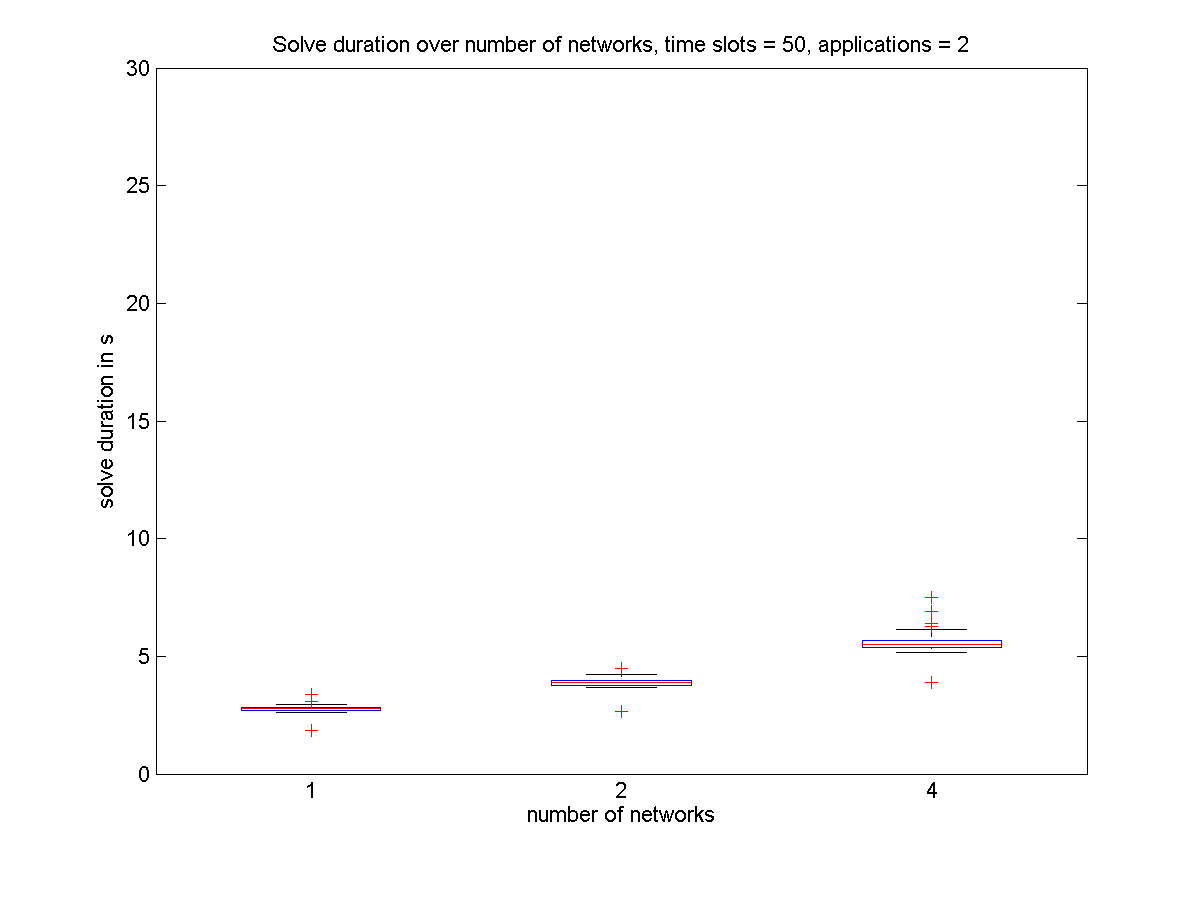 Solve duration over number of networks, time slots = 50, applications = 2
30
25
20
15
10
5
0
solve duration in s
1 2 4
number of networks